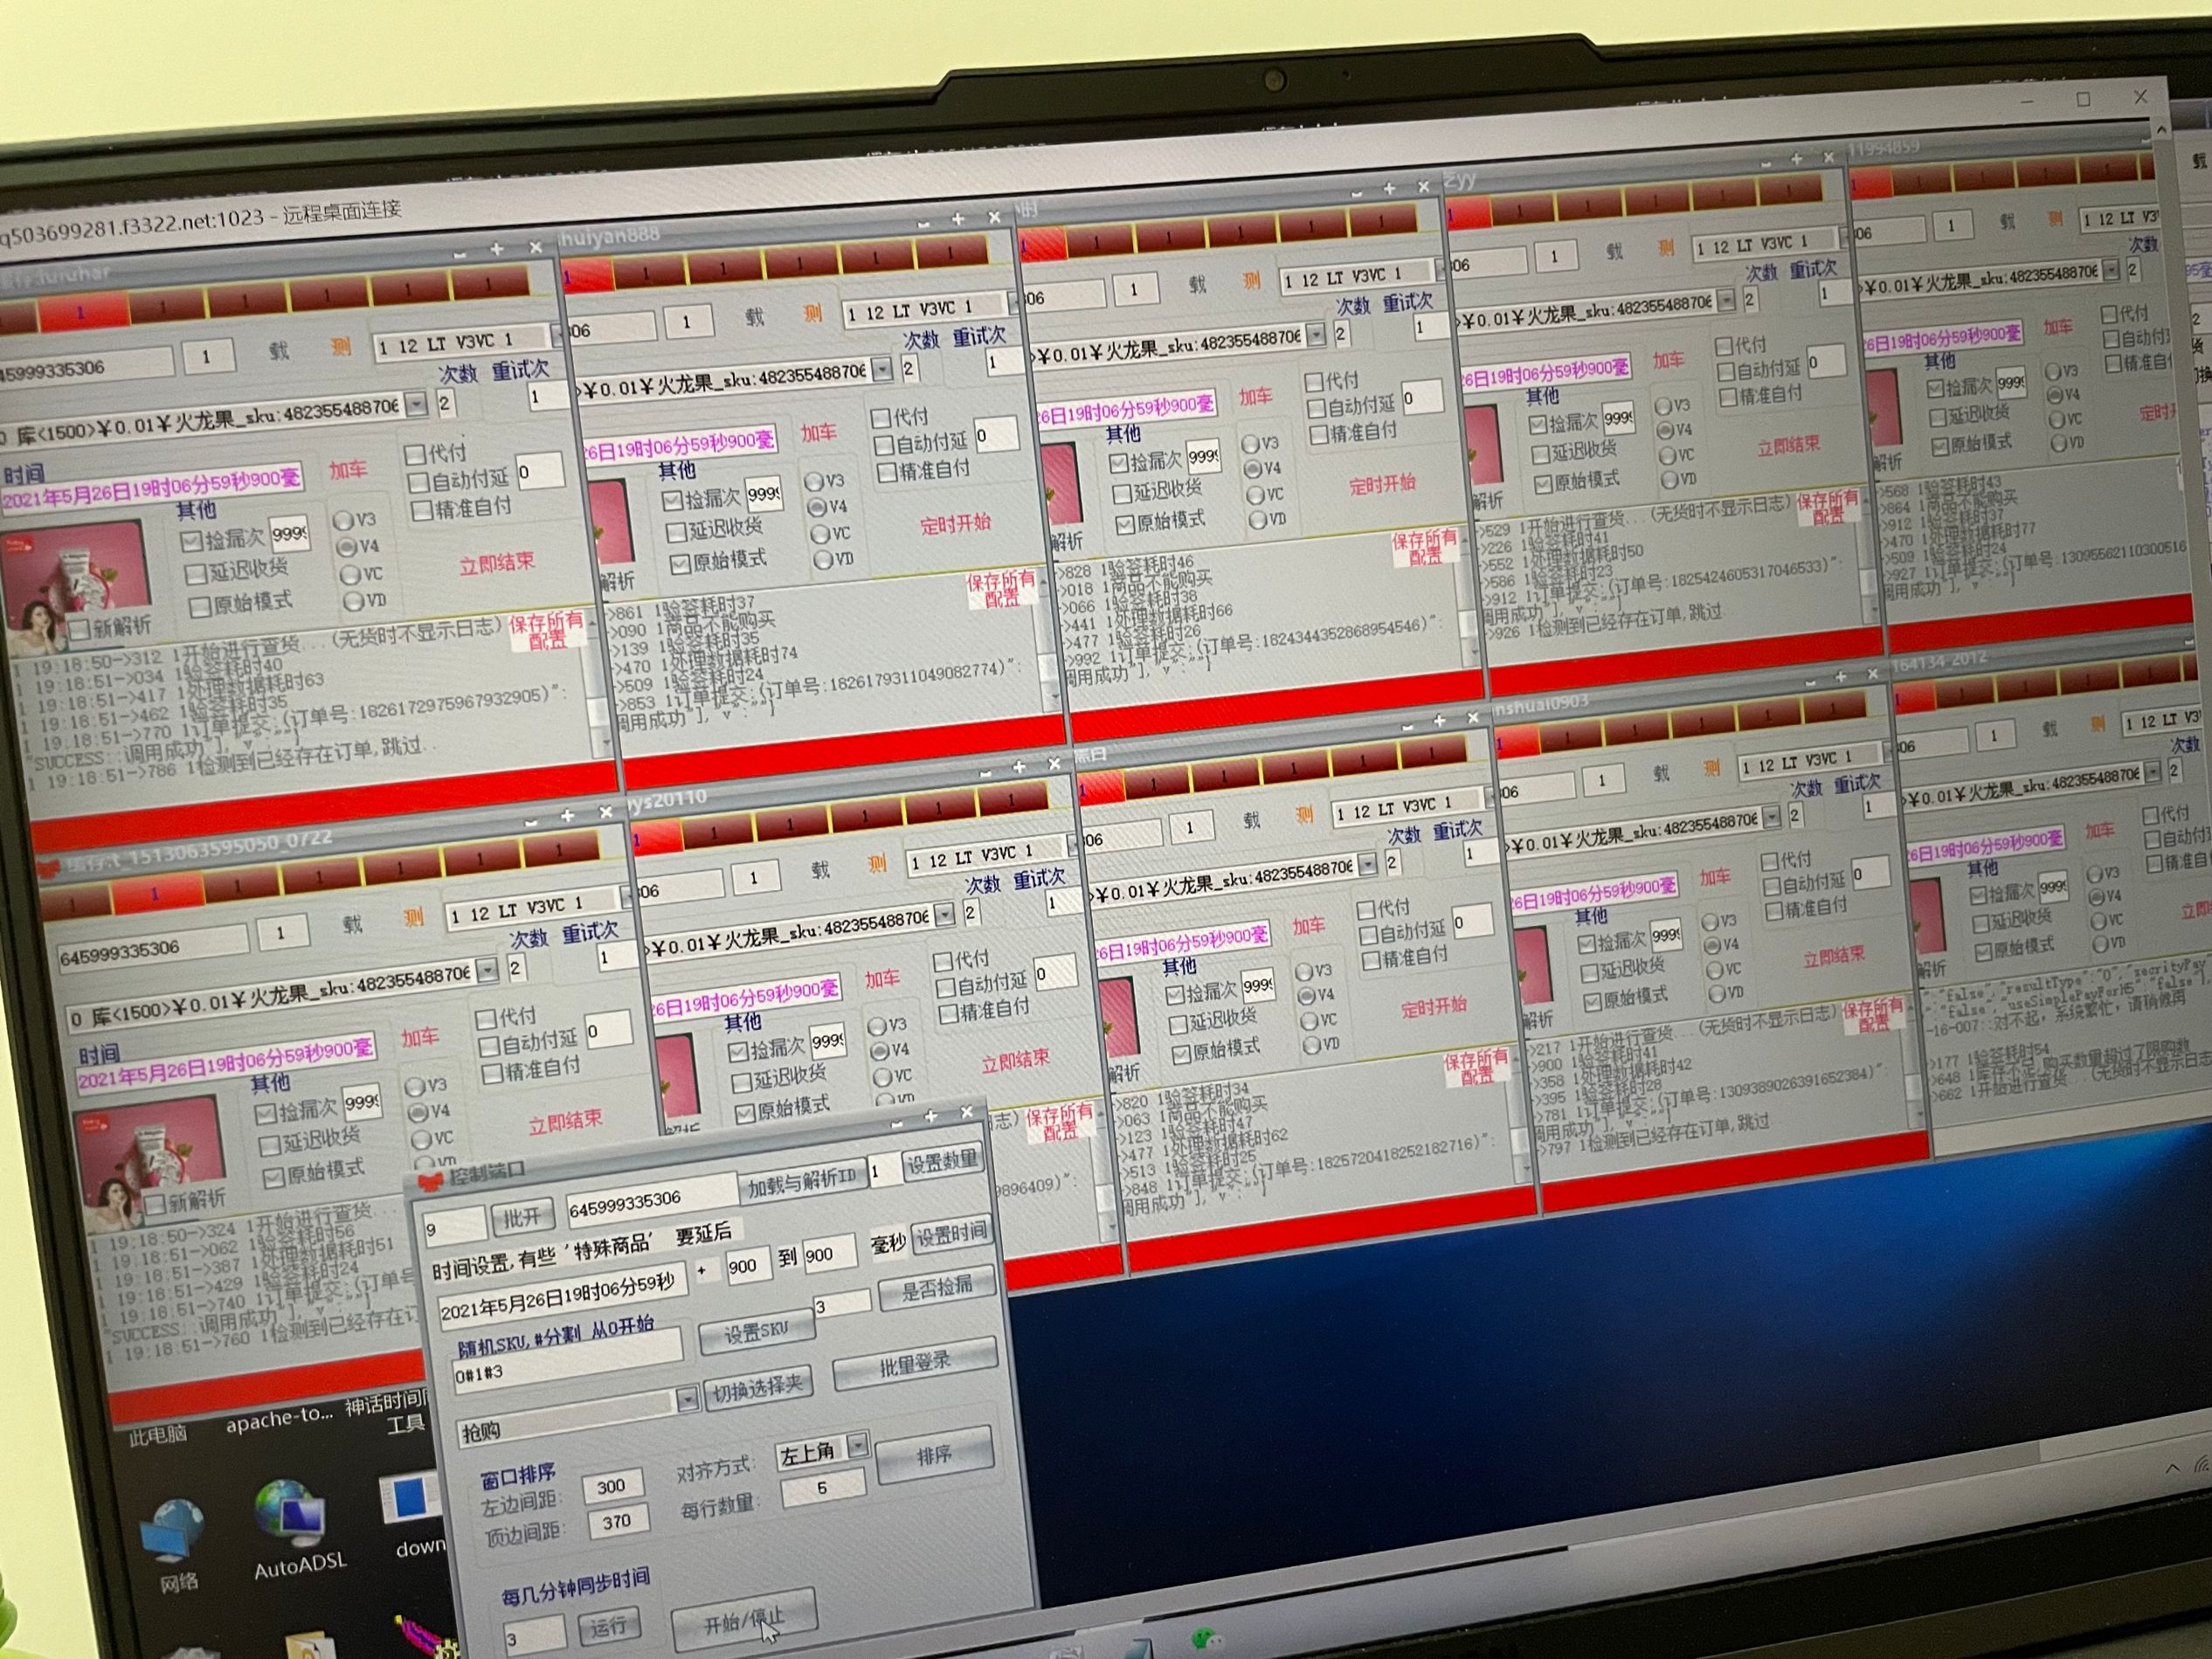 q503699281.f3322.net:1023 - 远程桌面连接
1 1 1 1 1 1
45999335306 1 载 测 1 12 LT V3VC 1
次数 重试次
0 库<1500>￥0.01￥火龙果_sku:48235548870 2 1
时间
2021年5月26日19时06分59秒900毫 加车
代付
自动付延 0
精准自付
其他
捡漏次 999
延迟收货
原始模式
新解析
V3
V4
VC
VD
立即结束
保存所有
配置
1 19:18:50->312 1开始进行查货...(无货时不显示日志)
1 19:18:51->034 1验签耗时40
1 19:18:51->417 1处理数据耗时63
1 19:18:51->462 1验签耗时35
1 19:18:51->770 1订单提交:(订单号:1826172975967932905)":
"SUCCESS::调用成功"],
1 19:18:51->786 1检测到已经存在订单,跳过..
huiyan888
1 1 1 1 1 1
06 1 载 测 1 12 LT V3VC 1
次数 重试次
>￥0.01￥火龙果_sku:48235548870 2 1
26日19时06分59秒900毫 加车
代付
自动付延 0
精准自付
其他
捡漏次 999
延迟收货
原始模式
解析
V3
V4
VC
VD
定时开始
保存所有
配置
>861 1验签耗时37
>090 1商品不能购买
>139 1验签耗时35
>470 1处理数据耗时74
>509 1验签耗时24
>853 1订单提交:(订单号:1826179311049082774)":
调用成功"],
时
1 1 1 1 1 1
06 1 载 测 1 12 LT V3VC 1
次数 重试次
>￥0.01￥火龙果_sku:48235548870 2 1
26日19时06分59秒900毫 加车
代付
自动付延 0
精准自付
其他
捡漏次 999
延迟收货
原始模式
解析
V3
V4
VC
VD
定时开始
保存所有
配置
>828 1验签耗时46
>018 1商品不能购买
>066 1验签耗时38
>441 1处理数据耗时66
>477 1验签耗时26
>992 1订单提交:(订单号:1824344352868954546)":
调用成功"],
zyy
1 1 1 1 1 1
06 1 载 测 1 12 LT V3VC 1
次数 重试次
>￥0.01￥火龙果_sku:48235548870 2 1
26日19时06分59秒900毫 加车
代付
自动付延 0
精准自付
其他
捡漏次 999
延迟收货
原始模式
解析
V3
V4
VC
VD
立即结束
保存所有
配置
>529 1开始进行查货...(无货时不显示日志)
>226 1验签耗时41
>552 1处理数据耗时50
>586 1验签耗时23
>912 1订单提交:(订单号:1825424605317046533)":
调用成功"],
>926 1检测到已经存在订单,跳过
11994859
06 1 载 测 1 12 LT V3
次数
>￥0.01￥火龙果_sku:48235548870 2
26日19时06分59秒900毫 加车
代付
自动付
精准自
其他
捡漏次 999
延迟收货
原始模式
解析
V3
V4
VC
VD
定时
>568 1验签耗时43
>864 1商品不能购买
>912 1验签耗时37
>470 1处理数据耗时77
>509 1验签耗时24
>927 1订单提交:(订单号:13095562110300516
调用成功"],
缓存:t_1513063595050_0722
1 1 1 1 1 1
645999335306 1 载 测 1 12 LT V3VC 1
次数 重试次
0 库<1500>￥0.01￥火龙果_sku:48235548870 2 1
时间
2021年5月26日19时06分59秒900毫 加车
代付
自动付延 0
精准自付
其他
捡漏次 999
延迟收货
原始模式
新解析
V3
V4
VC
立即结束
1 19:18:50->324 1开始进行查货...
1 19:18:51->062 1验签耗时56
1 19:18:51->387 1处理数据耗时51
1 19:18:51->429 1验签耗时24
1 19:18:51->740 1订单提交:(订单号
"SUCCESS::调用成功"],
1 19:18:51->760 1检测到已经存在订
ys20110
1 1 1 1 1 1
06 1 载 测 1 12 LT V3VC 1
次数 重试次
>￥0.01￥火龙果_sku:48235548870 2 1
26日19时06分59秒900毫 加车
代付
自动付延 0
精准自付
其他
捡漏次 999
延迟收货
原始模式
V3
V4
VC
立即结束
保存所有
配置
志)
9896409)":
黑白
1 1 1 1 1 1
06 1 载 测 1 12 LT V3VC 1
次数 重试次
>￥0.01￥火龙果_sku:48235548870 2 1
26日19时06分59秒900毫 加车
代付
自动付延 0
精准自付
其他
捡漏次 999
延迟收货
原始模式
解析
V3
V4
VC
VD
定时开始
保存所有
配置
>820 1验签耗时34
>063 1商品不能购买
>123 1验签耗时47
>477 1处理数据耗时62
>513 1验签耗时25
>848 1订单提交:(订单号:1825720418252182716)":
调用成功"],
nshuai0903
1 1 1 1 1 1
06 1 载 测 1 12 LT V3VC 1
次数 重试次
>￥0.01￥火龙果_sku:48235548870 2 1
26日19时06分59秒900毫 加车
代付
自动付延 0
精准自付
其他
捡漏次 999
延迟收货
原始模式
解析
V3
V4
VC
VD
立即结束
保存所有
配置
>217 1开始进行查货...(无货时不显示日志)
>900 1验签耗时41
>358 1处理数据耗时42
>395 1验签耗时28
>781 1订单提交:(订单号:1309389026391652384)":
调用成功"],
>797 1检测到已经存在订单,跳过
164134_2012
06 1 载 测 1 12 LT V3
次数
>￥0.01￥火龙果_sku:48235548870 2
26日19时06分59秒900毫 加车
代付
自动付
精准自
其他
捡漏次 999
延迟收货
原始模式
解析
V3
V4
VC
VD
立即
"false","resultType":"0","secrityPay
"false","useSimplePayForH5":"false"
-16-007::对不起，系统繁忙，请稍候再
>177 1验签耗时54
>648 1库存不足 购买数量超过了限购数
>662 1开始进行查货...(无货时不显示日志
控制端口
9 批开 645999335306 加载与解析ID 1 设置数量
时间设置,有些'特殊商品' 要延后
2021年5月26日19时06分59秒 + 900 到 900 毫秒 设置时间
随机SKU,#分割 从0开始
0#1#3 设置SKU 3 是否捡漏
抢购 切换选择夹 批里登录
窗口排序
左边间距: 300 对齐方式: 左上角 排序
顶边间距: 370 每行数量: 5
每几分钟同步时间
3 运行 开始/停止
此电脑
apache-to...
神话时间
工具
网络
AutoADSL
down